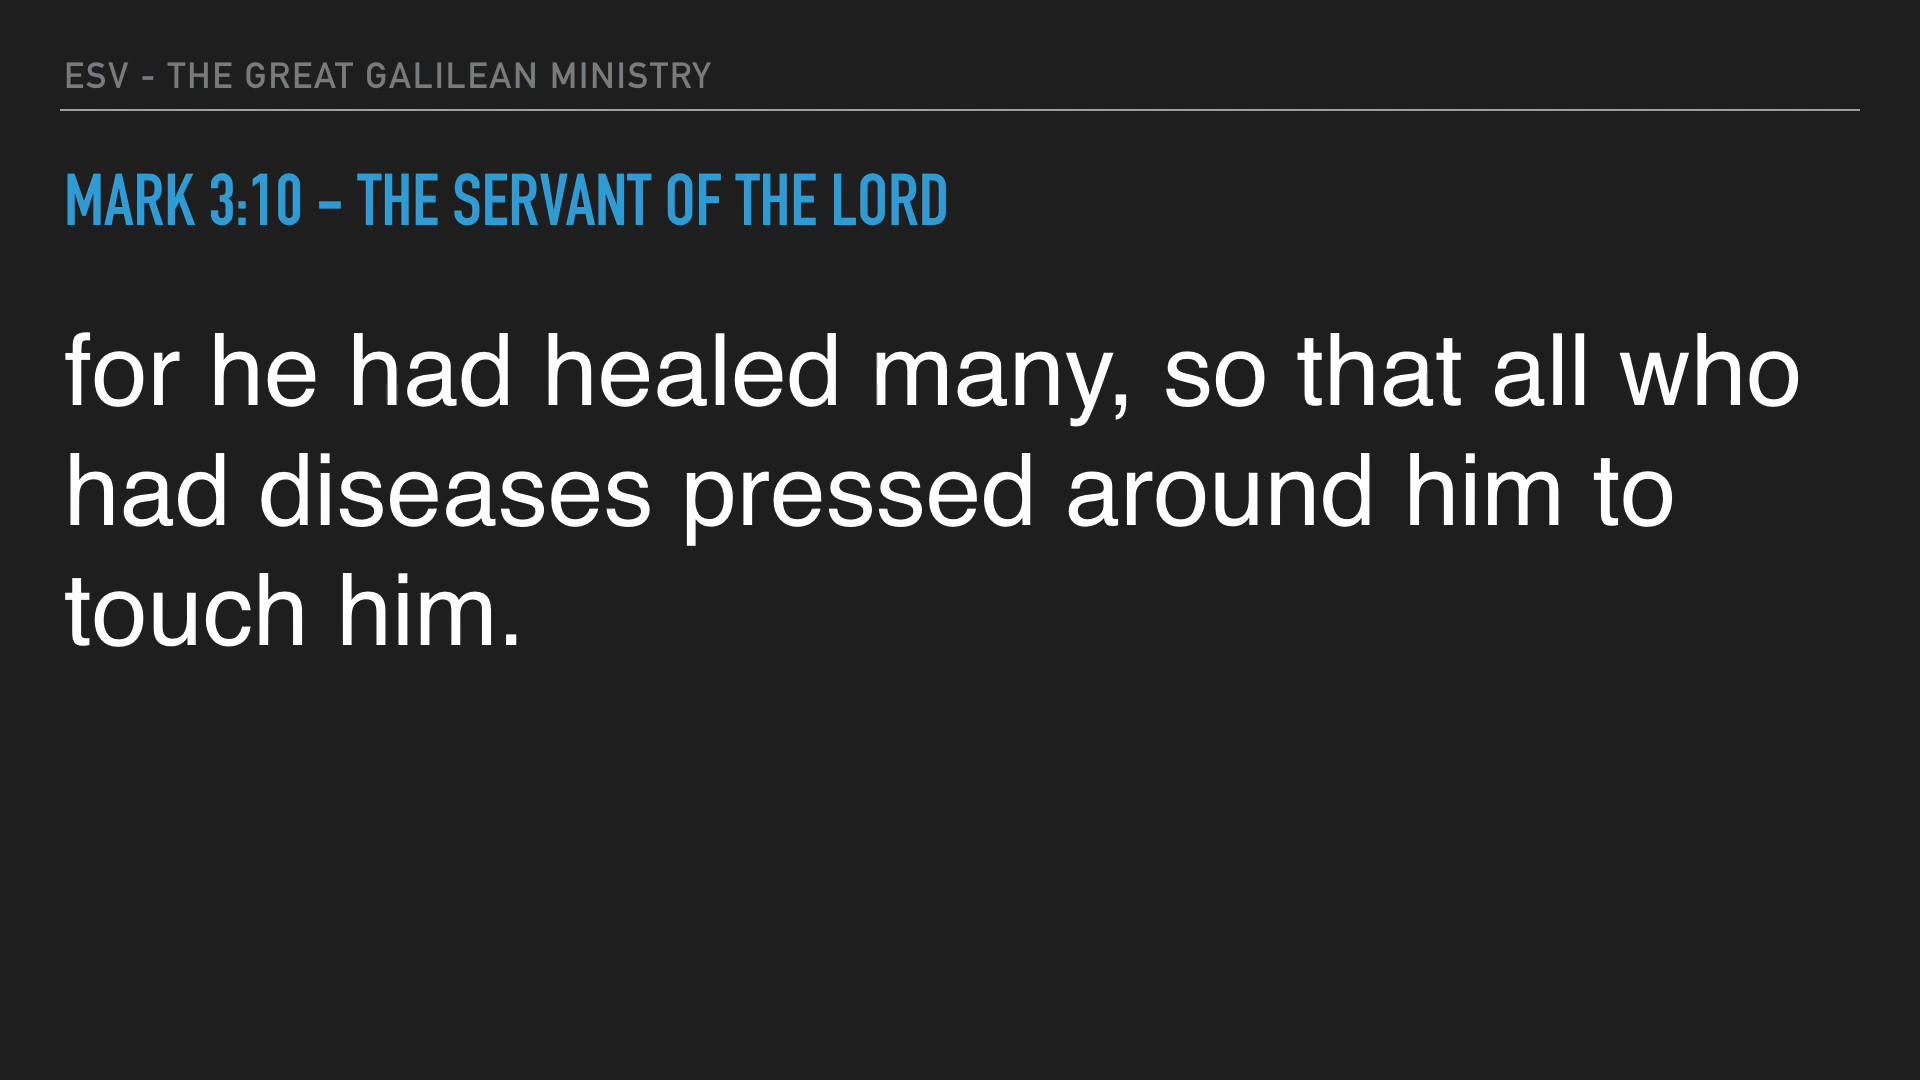 ESV - THE GREAT GALILEAN MINISTRY
MARK 3:10 - THE SERVANT OF THE LORD
for he had healed many, so that all who
had diseases pressed around him to
touch him.